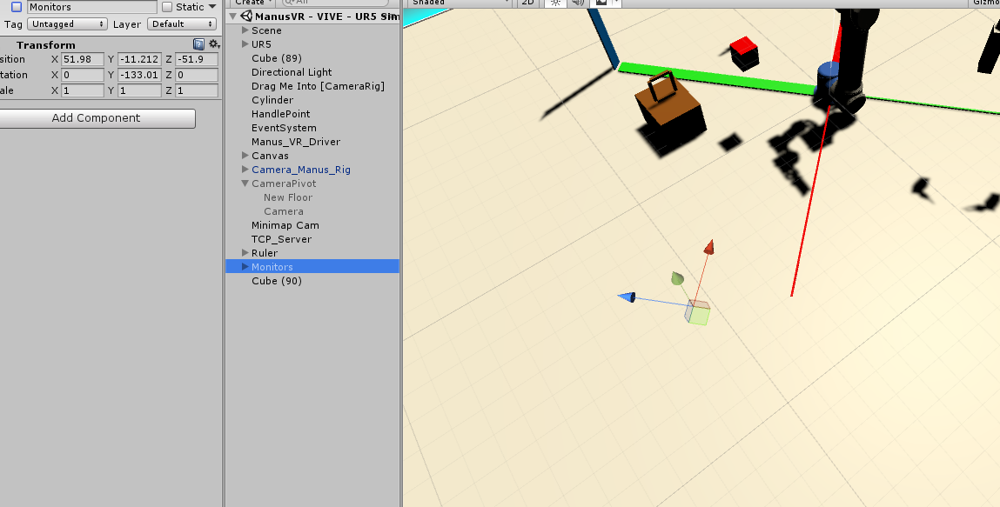 Monitors
Static
Tag Untagged Layer Default
Transform
sition X 51.98 Y -11.212 Z -51.9
tation X 0 Y -133.01 Z 0
ale X 1 Y 1 Z 1
Add Component
Create All
ManusVR - VIVE - UR5 Sim
Scene
UR5
Cube (89)
Directional Light
Drag Me Into [CameraRig]
Cylinder
HandlePoint
EventSystem
Manus_VR_Driver
Canvas
Camera_Manus_Rig
CameraPivot
New Floor
Camera
Minimap Cam
TCP_Server
Ruler
Monitors
Cube (90)
Shaded 2D Gizmo